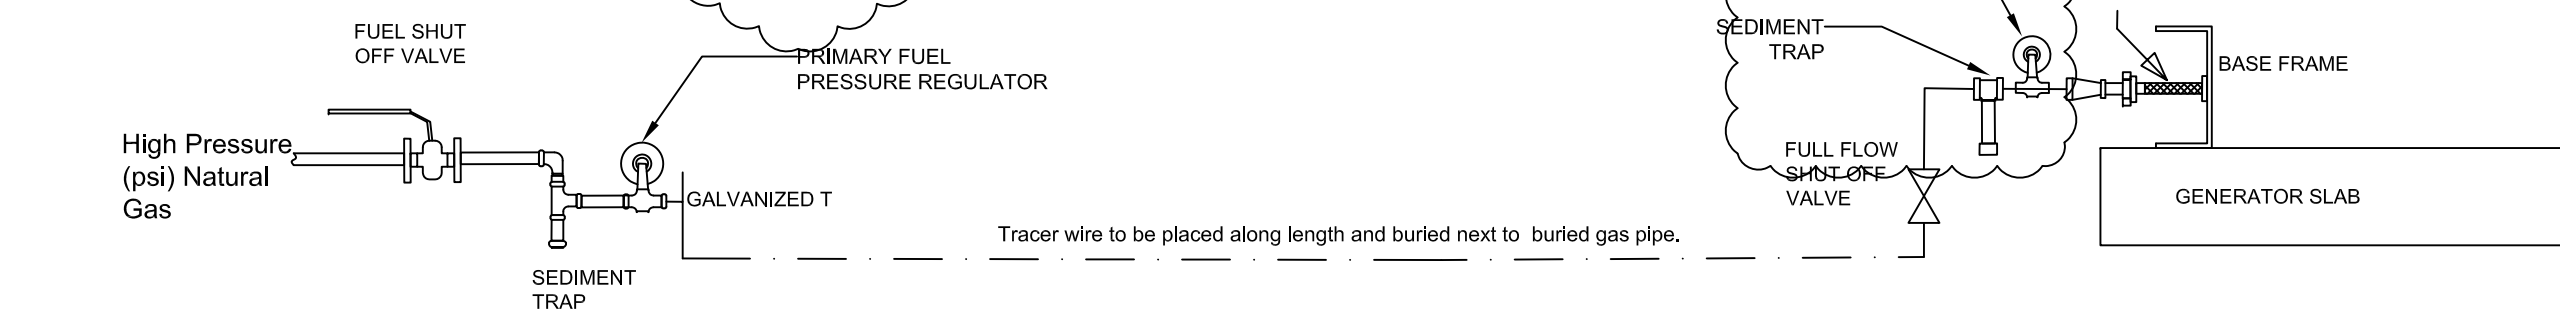 FUEL SHUT
OFF VALVE
PRIMARY FUEL
PRESSURE REGULATOR
High Pressure
(psi) Natural
Gas
GALVANIZED T
SEDIMENT
TRAP
Tracer wire to be placed along length and buried next to  buried gas pipe.
SEDIMENT
TRAP
FULL FLOW
SHUT OFF
VALVE
BASE FRAME
GENERATOR SLAB